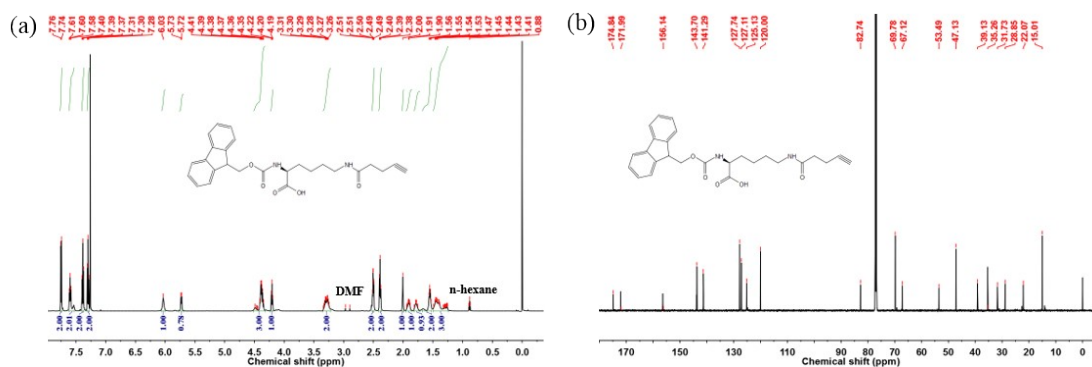 (a)
7.76 7.74 7.61 7.60 7.58 7.40 7.39 7.37 7.31 7.30 7.28 6.03 5.73 5.72 4.41 4.39 4.38 4.37 4.36 4.35 4.22 4.20 4.19 3.31 3.30 3.29 3.28 3.27 3.26 2.51 2.51 2.50 2.49 2.49 2.40 2.39 2.38 2.00 1.91 1.90 1.56 1.55 1.54 1.53 1.47 1.45 1.44 1.43 1.41 0.88
O
O
NH
O
OH
NH
O
DMF
n-hexane
2.00 2.01 2.00 2.00 1.00 0.78 3.00 1.00 2.00 2.00 2.00 1.00 1.00 0.93 2.00 3.00
7.5 7.0 6.5 6.0 5.5 5.0 4.5 4.0 3.5 3.0 2.5 2.0 1.5 1.0 0.5 0.0
Chemical shift (ppm)
(b)
174.84 171.99 156.14 143.70 141.29 127.74 127.11 125.13 120.00 82.74 69.78 67.12 53.49 47.13 39.13 35.26 31.73 28.85 22.07 15.01
O
O
NH
O
OH
NH
O
170 150 130 110 90 80 70 60 50 40 30 20 10 0
Chemical shift (ppm)